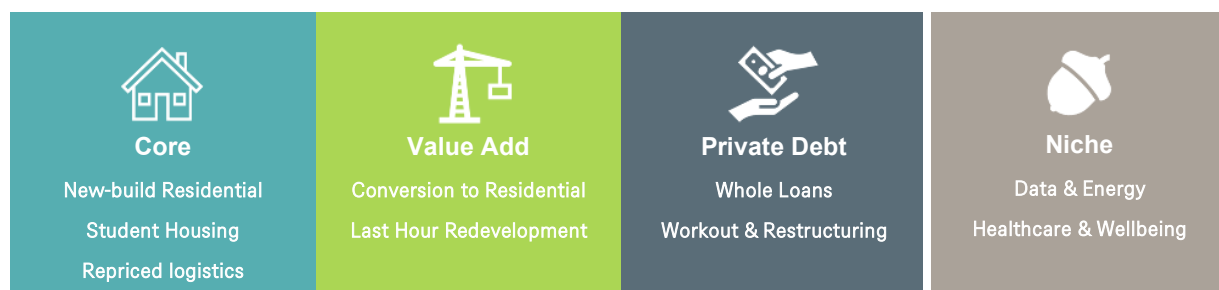 Core
New-build Residential
Student Housing
Repriced logistics
Value Add
Conversion to Residential
Last Hour Redevelopment
Private Debt
Whole Loans
Workout & Restructuring
Niche
Data & Energy
Healthcare & Wellbeing